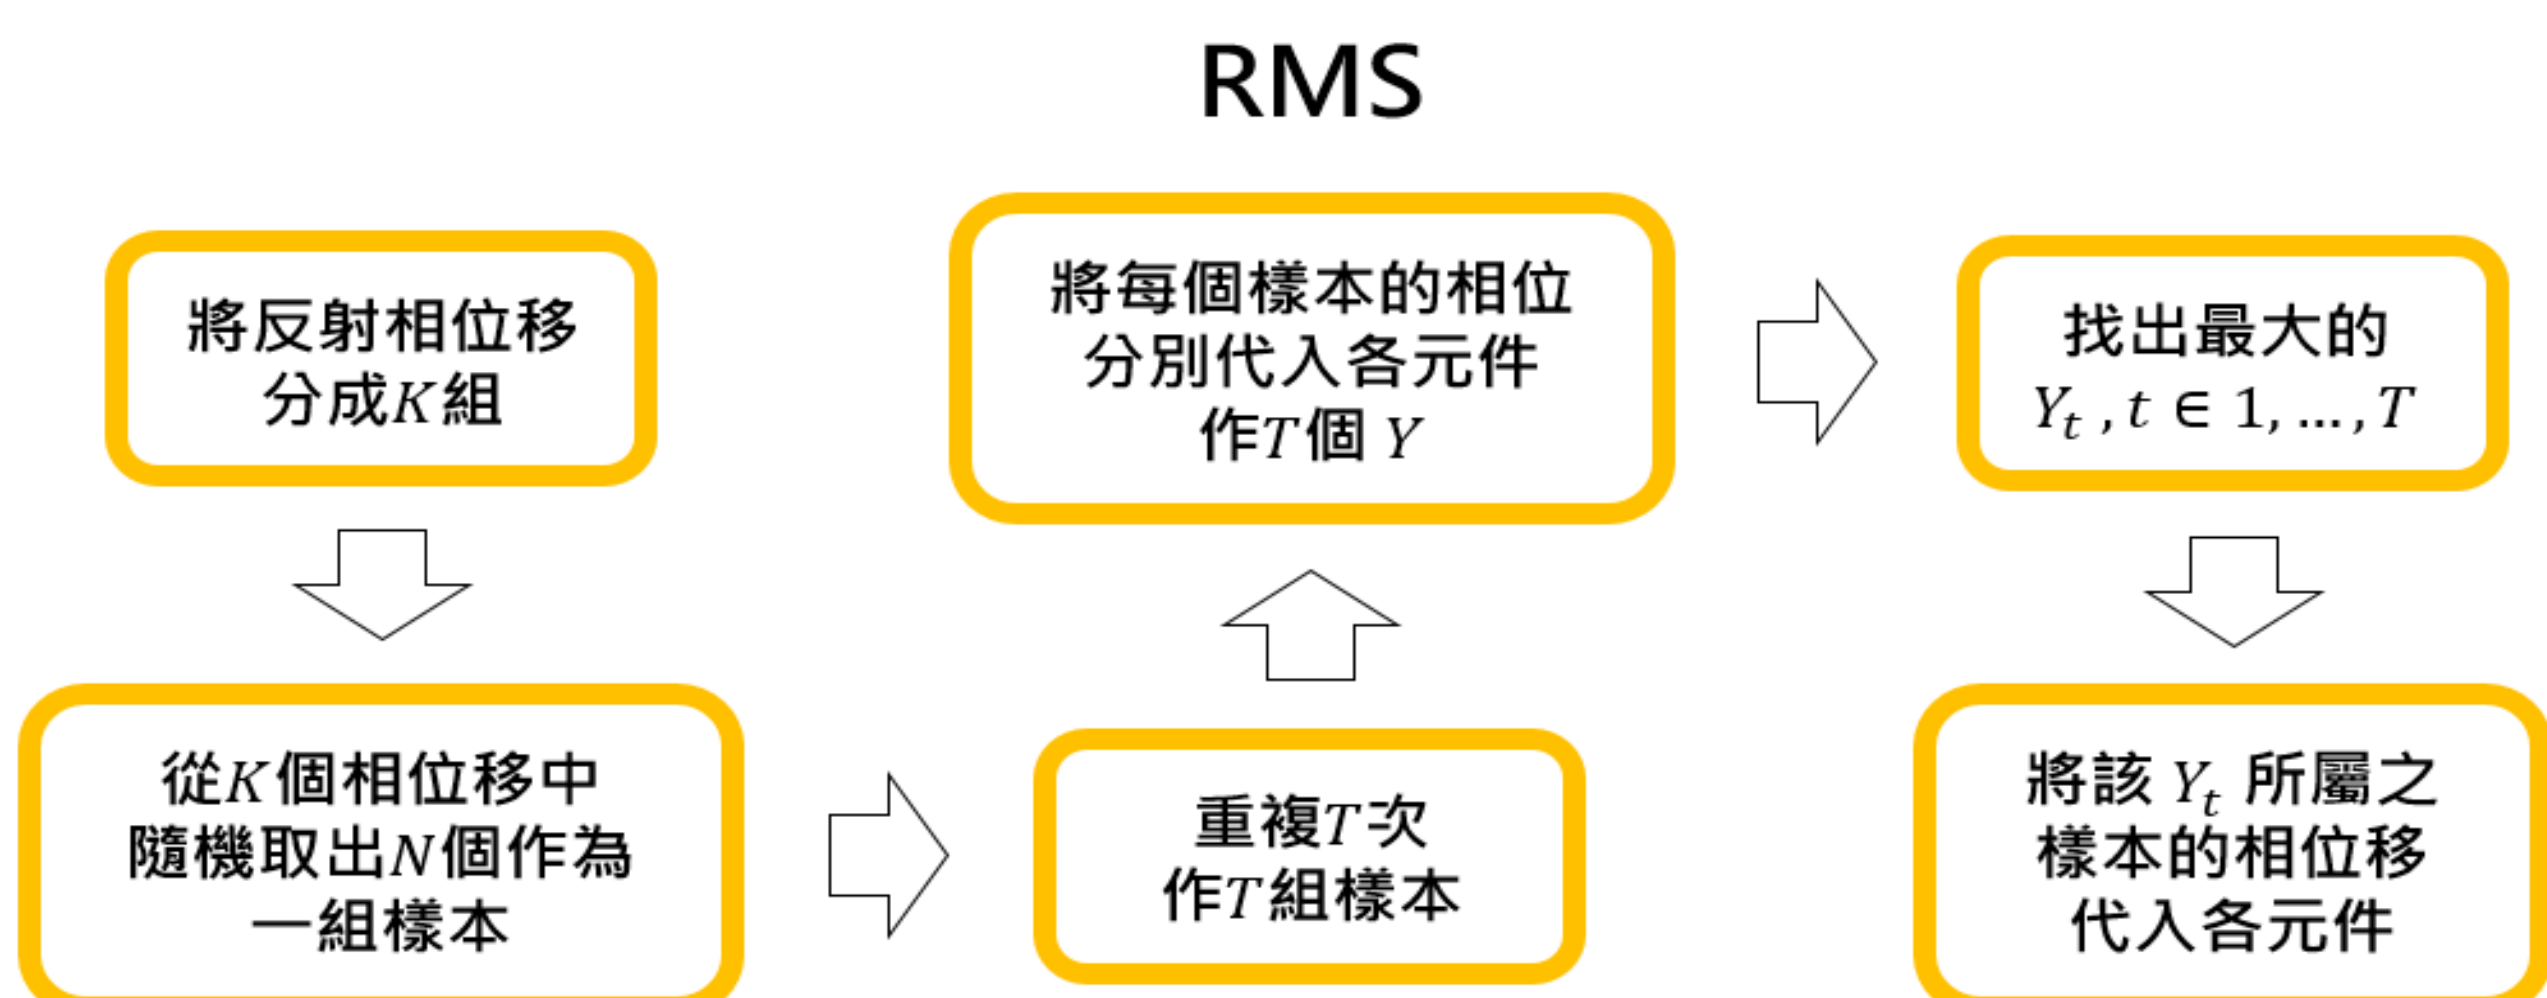 RMS
將反射相位移
分成K組
從K個相位移中
隨機取出N個作為
一組樣本
重複T次
作T組樣本
將每個樣本的相位
分別代入各元件
作T個 Y
找出最大的
Yₜ , t ∈ 1, … , T
將該 Yₜ 所屬之
樣本的相位移
代入各元件